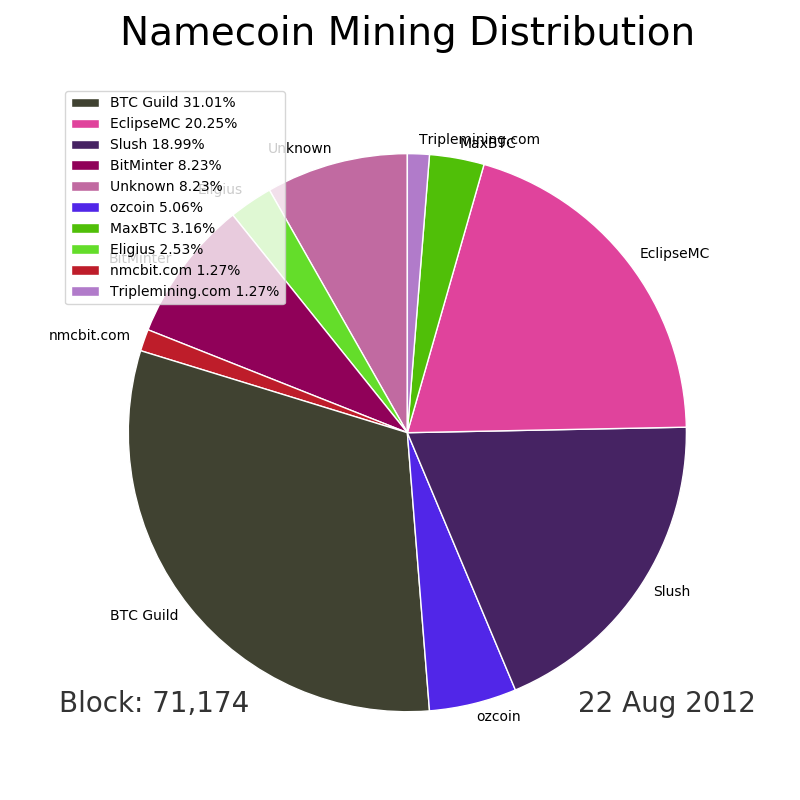 Namecoin Mining Distribution
BTC Guild 31.01%
EclipseMC 20.25%
Slush 18.99%
BitMinter 8.23%
Unknown 8.23%
ozcoin 5.06%
MaxBTC 3.16%
Eligius 2.53%
nmcbit.com 1.27%
Triplemining.com 1.27%
Triplemining.com
MaxBTC
Unknown
Eligius
EclipseMC
BitMinter
nmcbit.com
Slush
BTC Guild
ozcoin
Block: 71,174
22 Aug 2012